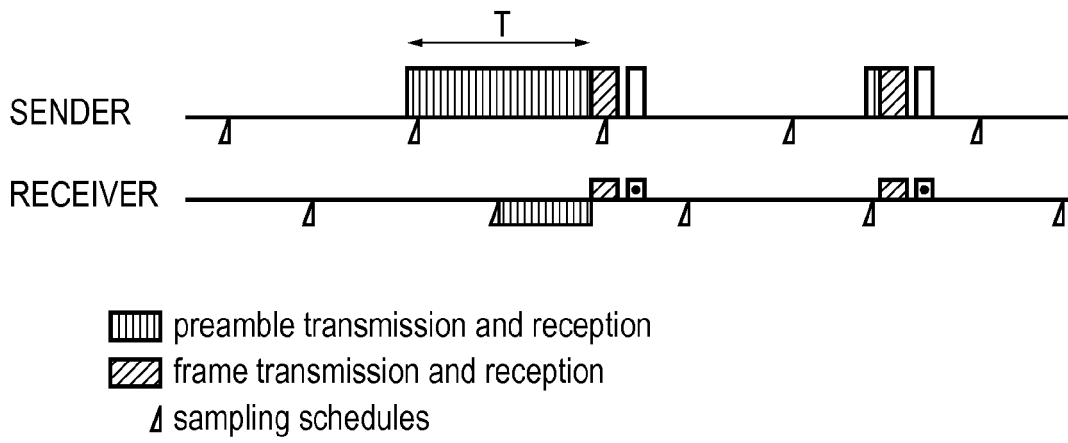 T
SENDER
RECEIVER
preamble transmission and reception
frame transmission and reception
sampling schedules